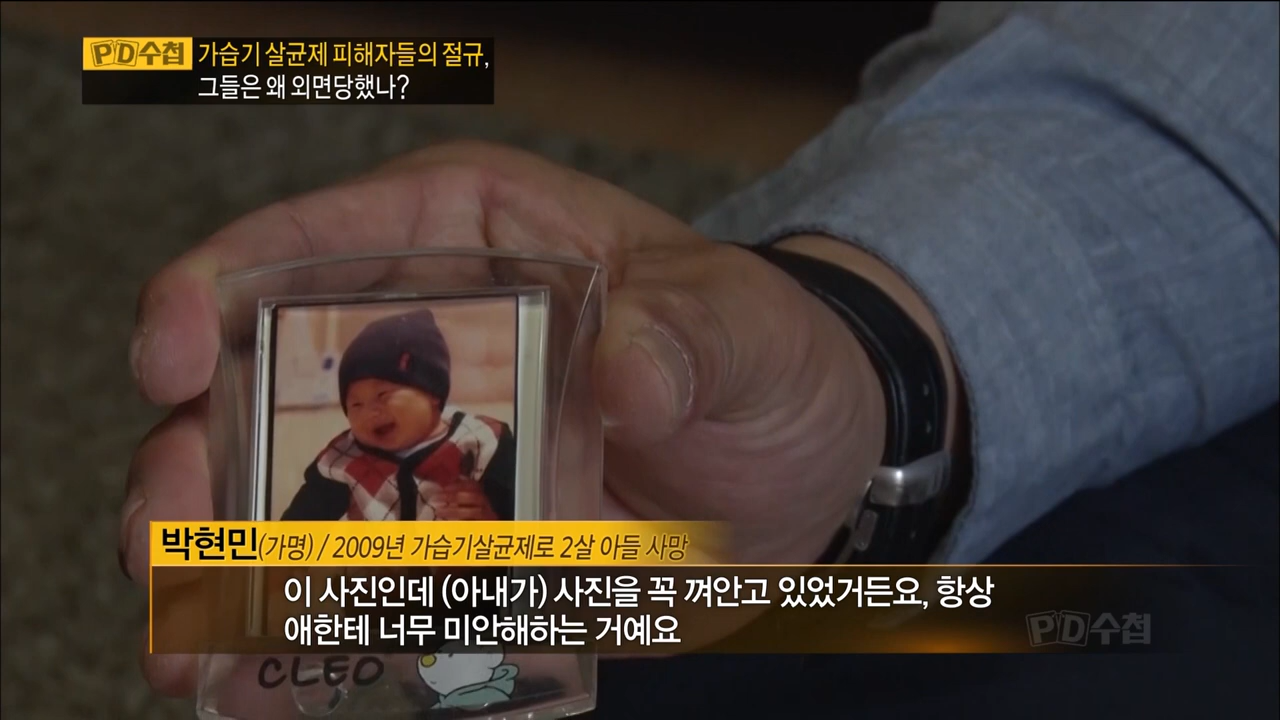 PD수첩 가습기 살균제 피해자들의 절규,
그들은 왜 외면당했나?
박현민(가명) / 2009년 가습기살균제로 2살 아들 사망
이 사진인데 (아내가) 사진을 꼭 껴안고 있었거든요, 항상
애한테 너무 미안해하는 거예요
PD수첩
CLEO